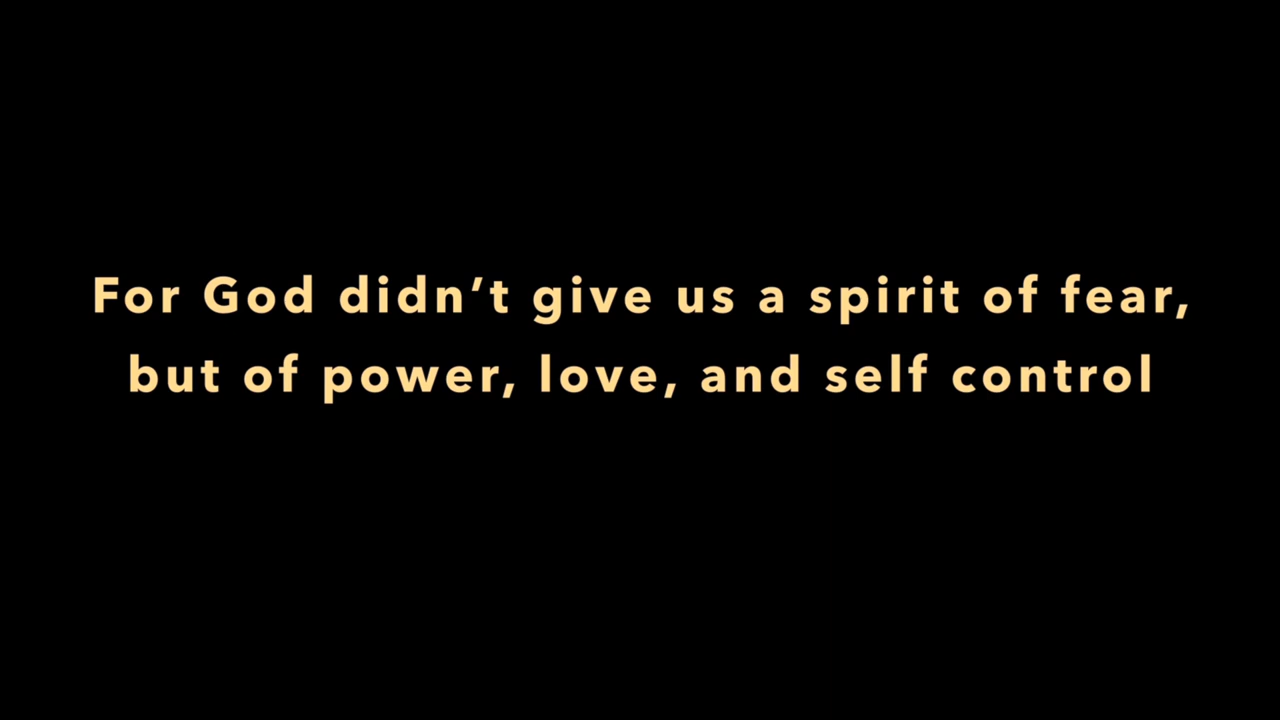 For God didn’t give us a spirit of fear,
but of power, love, and self control